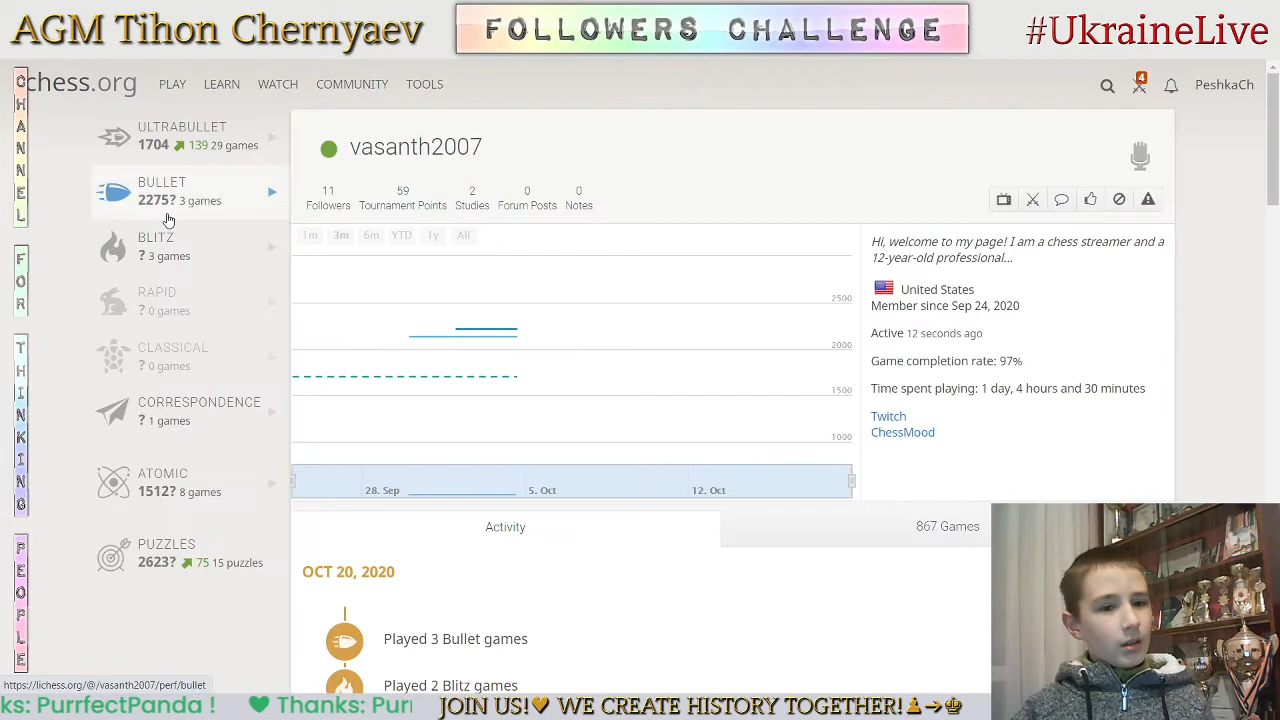 AGM Tihon Chernyaev
FOLLOWERS CHALLENGE
#UkraineLive
CHANNEL
FOR
THINKING
PEOPLE
chess.org
PLAY
LEARN
WATCH
COMMUNITY
TOOLS
4
PeshkaCh
ULTRABULLET
1704 139 29 games
BULLET
2275? 3 games
BLITZ
? 3 games
RAPID
? 0 games
CLASSICAL
? 0 games
CORRESPONDENCE
? 1 games
ATOMIC
1512? 8 games
PUZZLES
2623? 75 15 puzzles
vasanth2007
11
Followers
59
Tournament Points
2
Studies
0
Forum Posts
0
Notes
1m 3m 6m YTD 1y All
2500
2000
1500
1000
28. Sep
5. Oct
12. Oct
Hi, welcome to my page! I am a chess streamer and a
12-year-old professional...
United States
Member since Sep 24, 2020
Active 12 seconds ago
Game completion rate: 97%
Time spent playing: 1 day, 4 hours and 30 minutes
Twitch
ChessMood
Activity
867 Games
OCT 20, 2020
Played 3 Bullet games
Played 2 Blitz games
https://lichess.org/@/vasanth2007/perf/bullet
ks: PurrfectPanda ! Thanks: Purr
JOIN US! WE CREATE HISTORY TOGETHER!